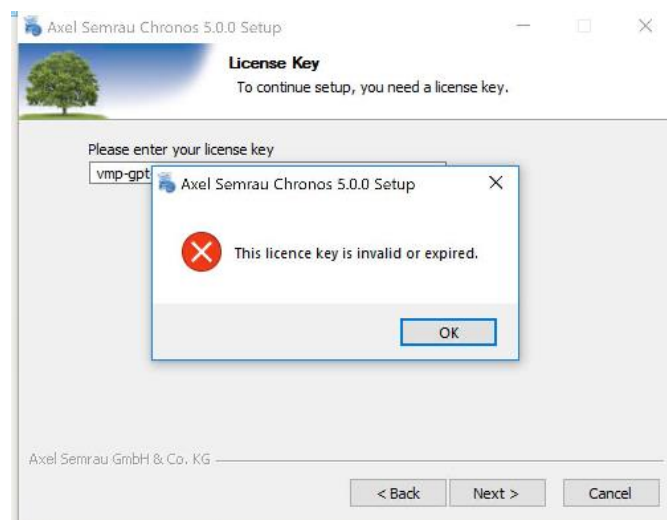 Axel Semrau Chronos 5.0.0 Setup
License Key
To continue setup, you need a license key.
Please enter your license key
vmp-gpt
Axel Semrau Chronos 5.0.0 Setup
This licence key is invalid or expired.
OK
Axel Semrau GmbH & Co. KG
< Back Next > Cancel